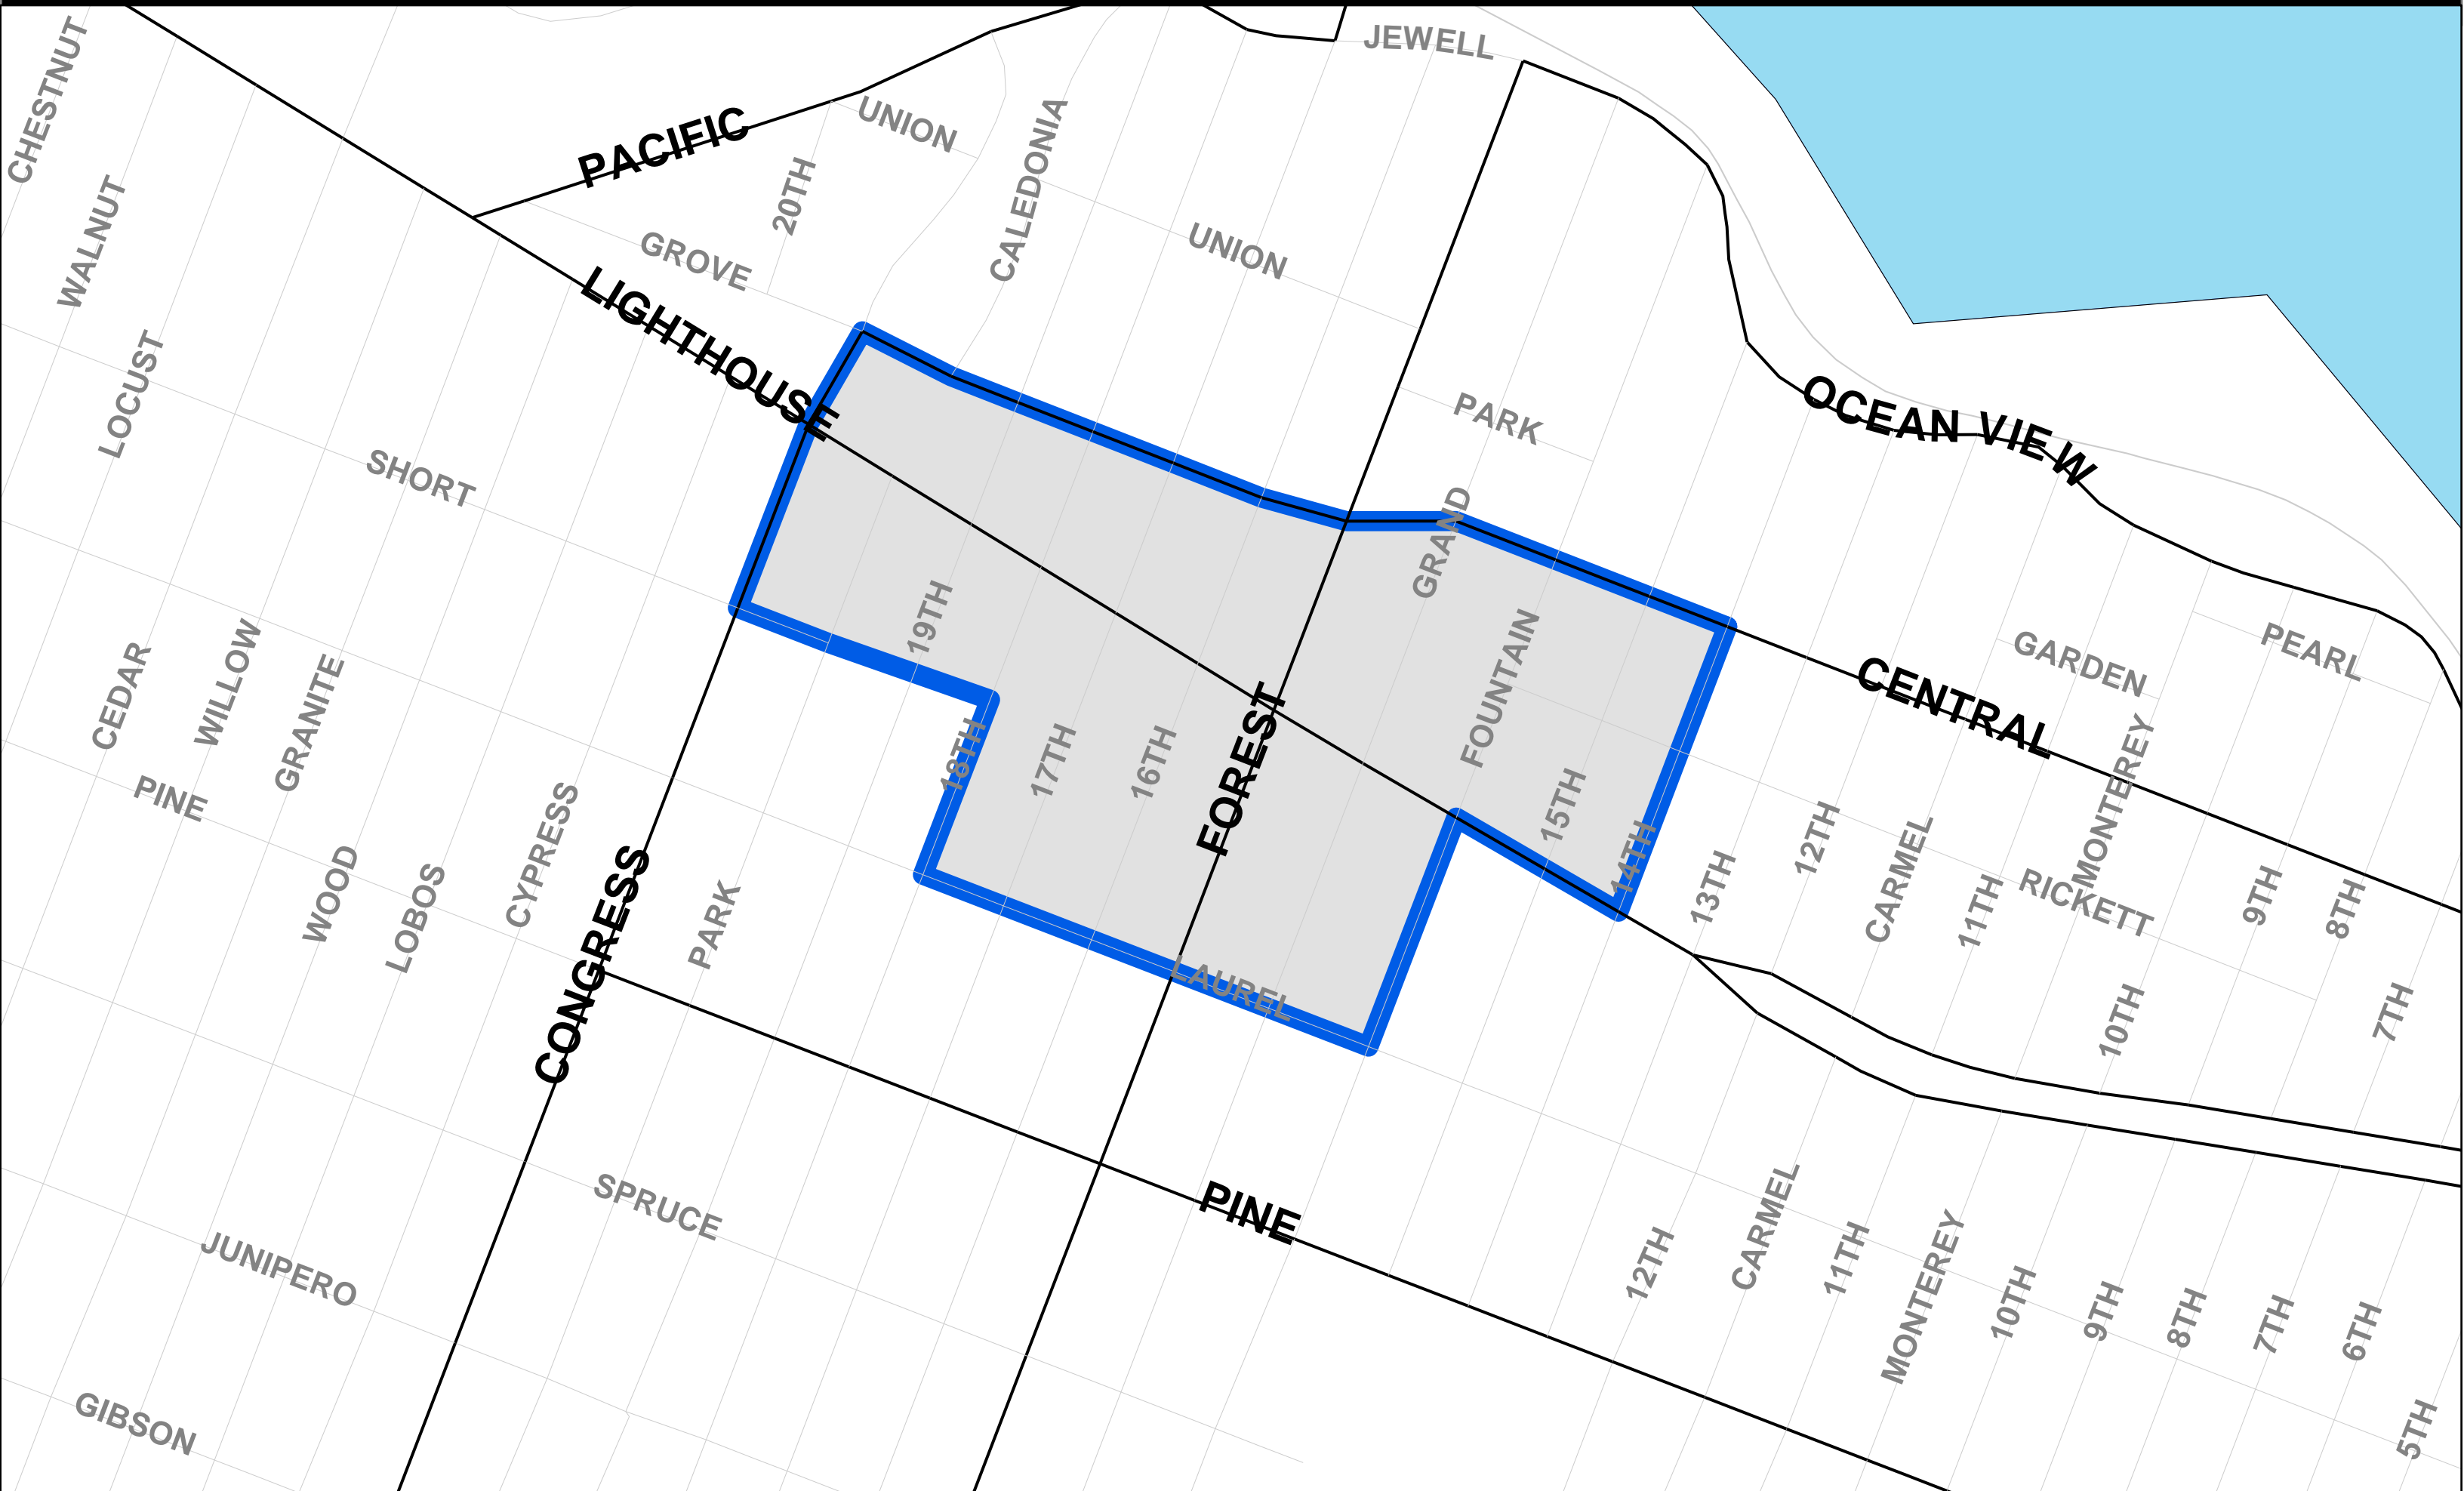 JEWELL
CHESTNUT
PACIFIC
UNION
CALEDONIA
20TH
WALNUT
GROVE
UNION
LIGHTHOUSE
LOCUST
PARK
OCEAN VIEW
SHORT
GRAND
19TH
FOUNTAIN
GARDEN
PEARL
CEDAR
WILLOW
GRANITE
CENTRAL
18TH
17TH
16TH
FOREST
15TH
14TH
MONTEREY
PINE
CYPRESS
WOOD
LOBOS
CONGRESS
PARK
13TH
12TH
CARMEL
11TH
RICKETT
9TH
8TH
LAUREL
10TH
7TH
SPRUCE
PINE
JUNIPERO
12TH
CARMEL
11TH
MONTEREY
10TH
9TH
8TH
7TH
6TH
GIBSON
5TH